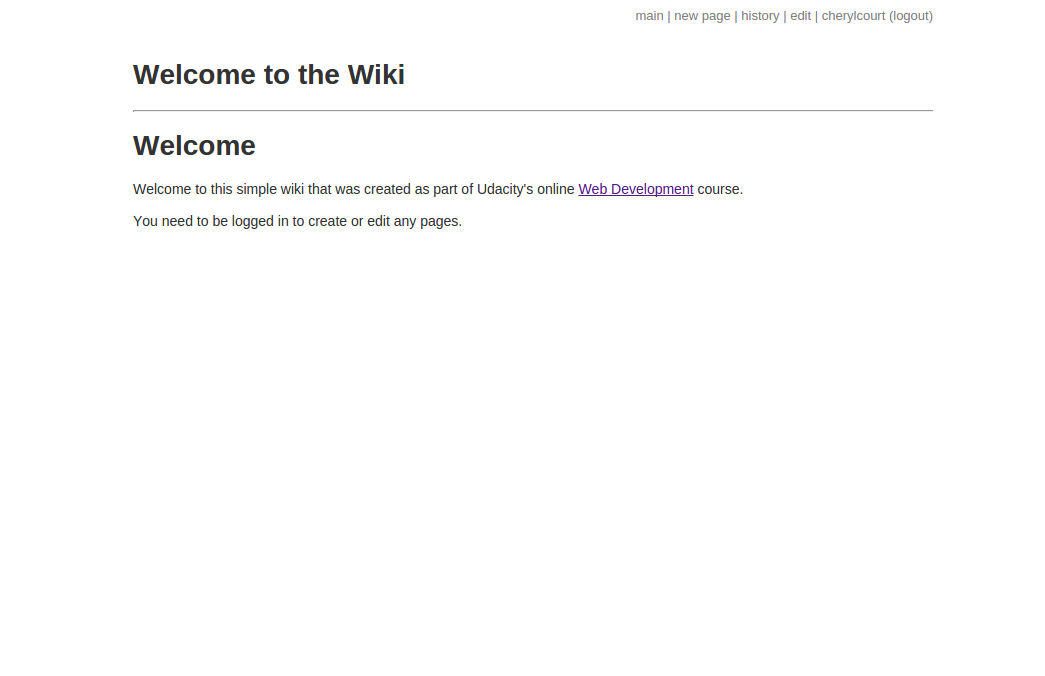 main | new page | history | edit | cherylcourt (logout)
Welcome to the Wiki
Welcome
Welcome to this simple wiki that was created as part of Udacity's online Web Development course.
You need to be logged in to create or edit any pages.